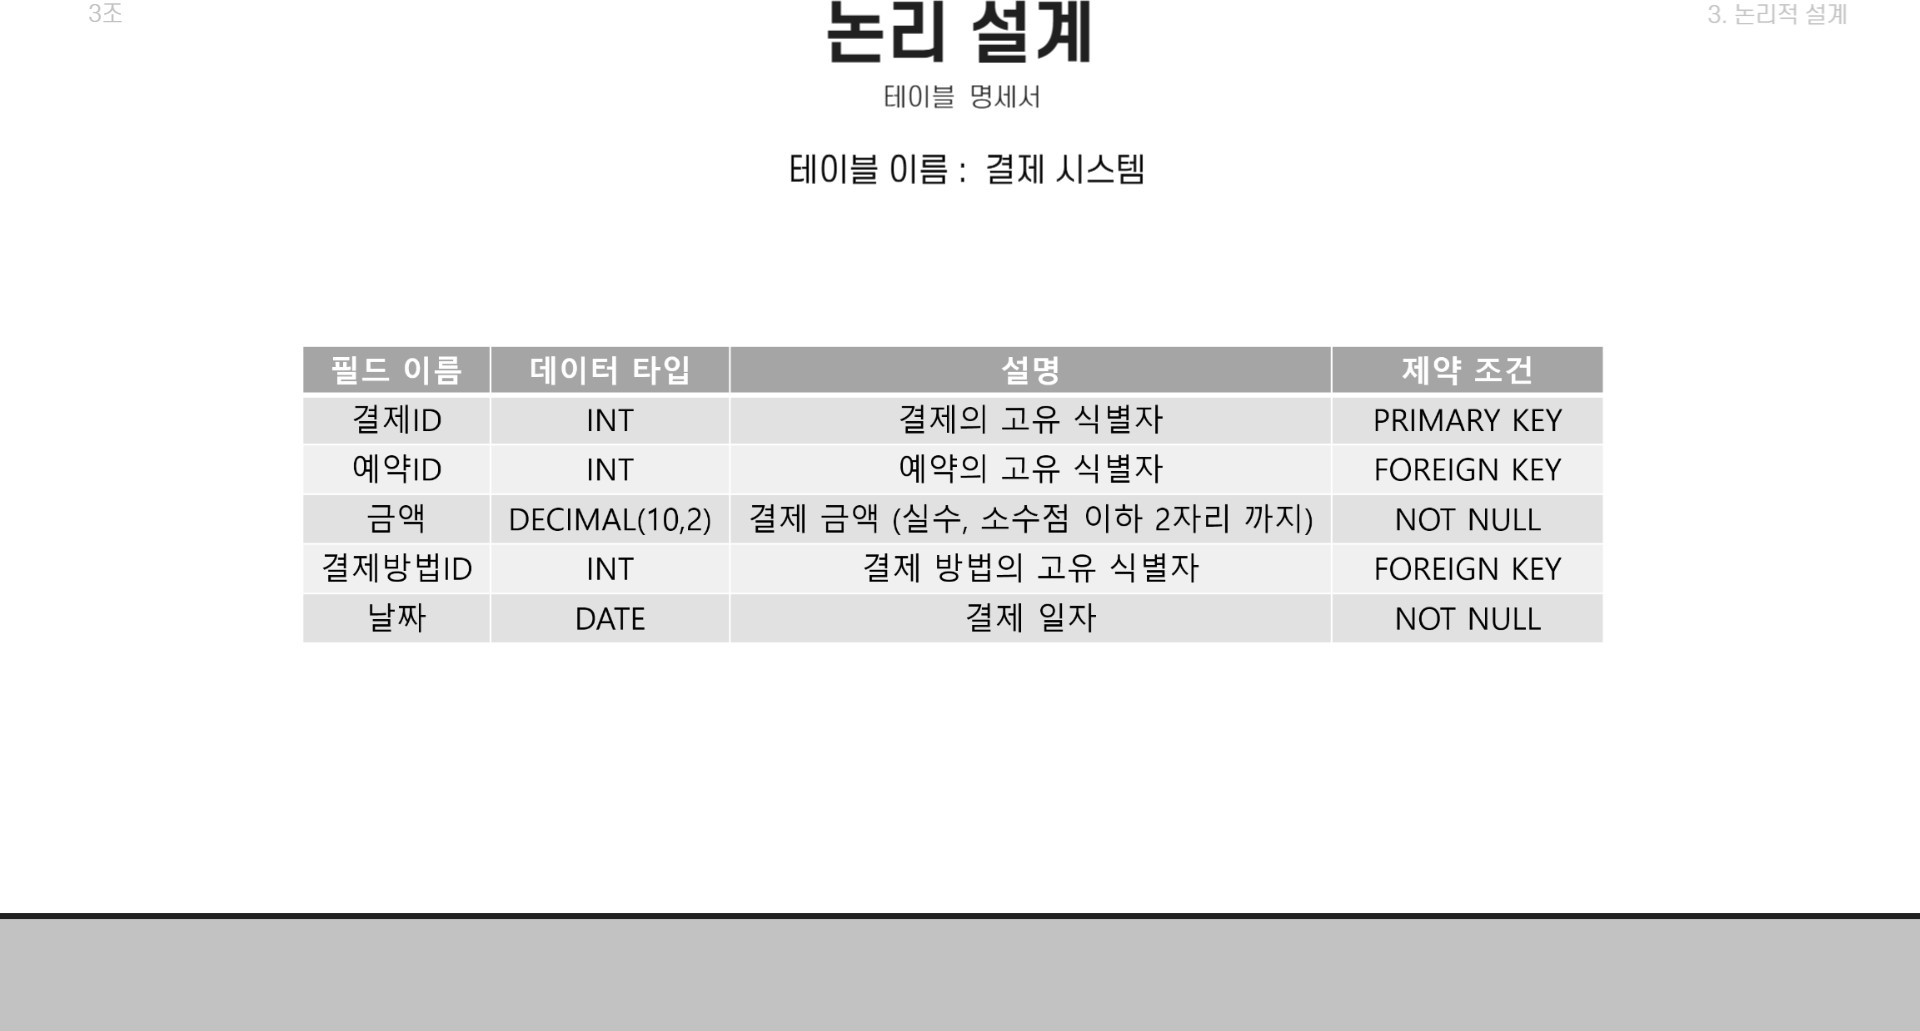 3조
3. 논리적 설계
논리 설계
테이블 명세서
테이블 이름 : 결제 시스템
필드 이름 데이터 타입 설명 제약 조건
결제ID INT 결제의 고유 식별자 PRIMARY KEY
예약ID INT 예약의 고유 식별자 FOREIGN KEY
금액 DECIMAL(10,2) 결제 금액 (실수, 소수점 이하 2자리 까지) NOT NULL
결제방법ID INT 결제 방법의 고유 식별자 FOREIGN KEY
날짜 DATE 결제 일자 NOT NULL